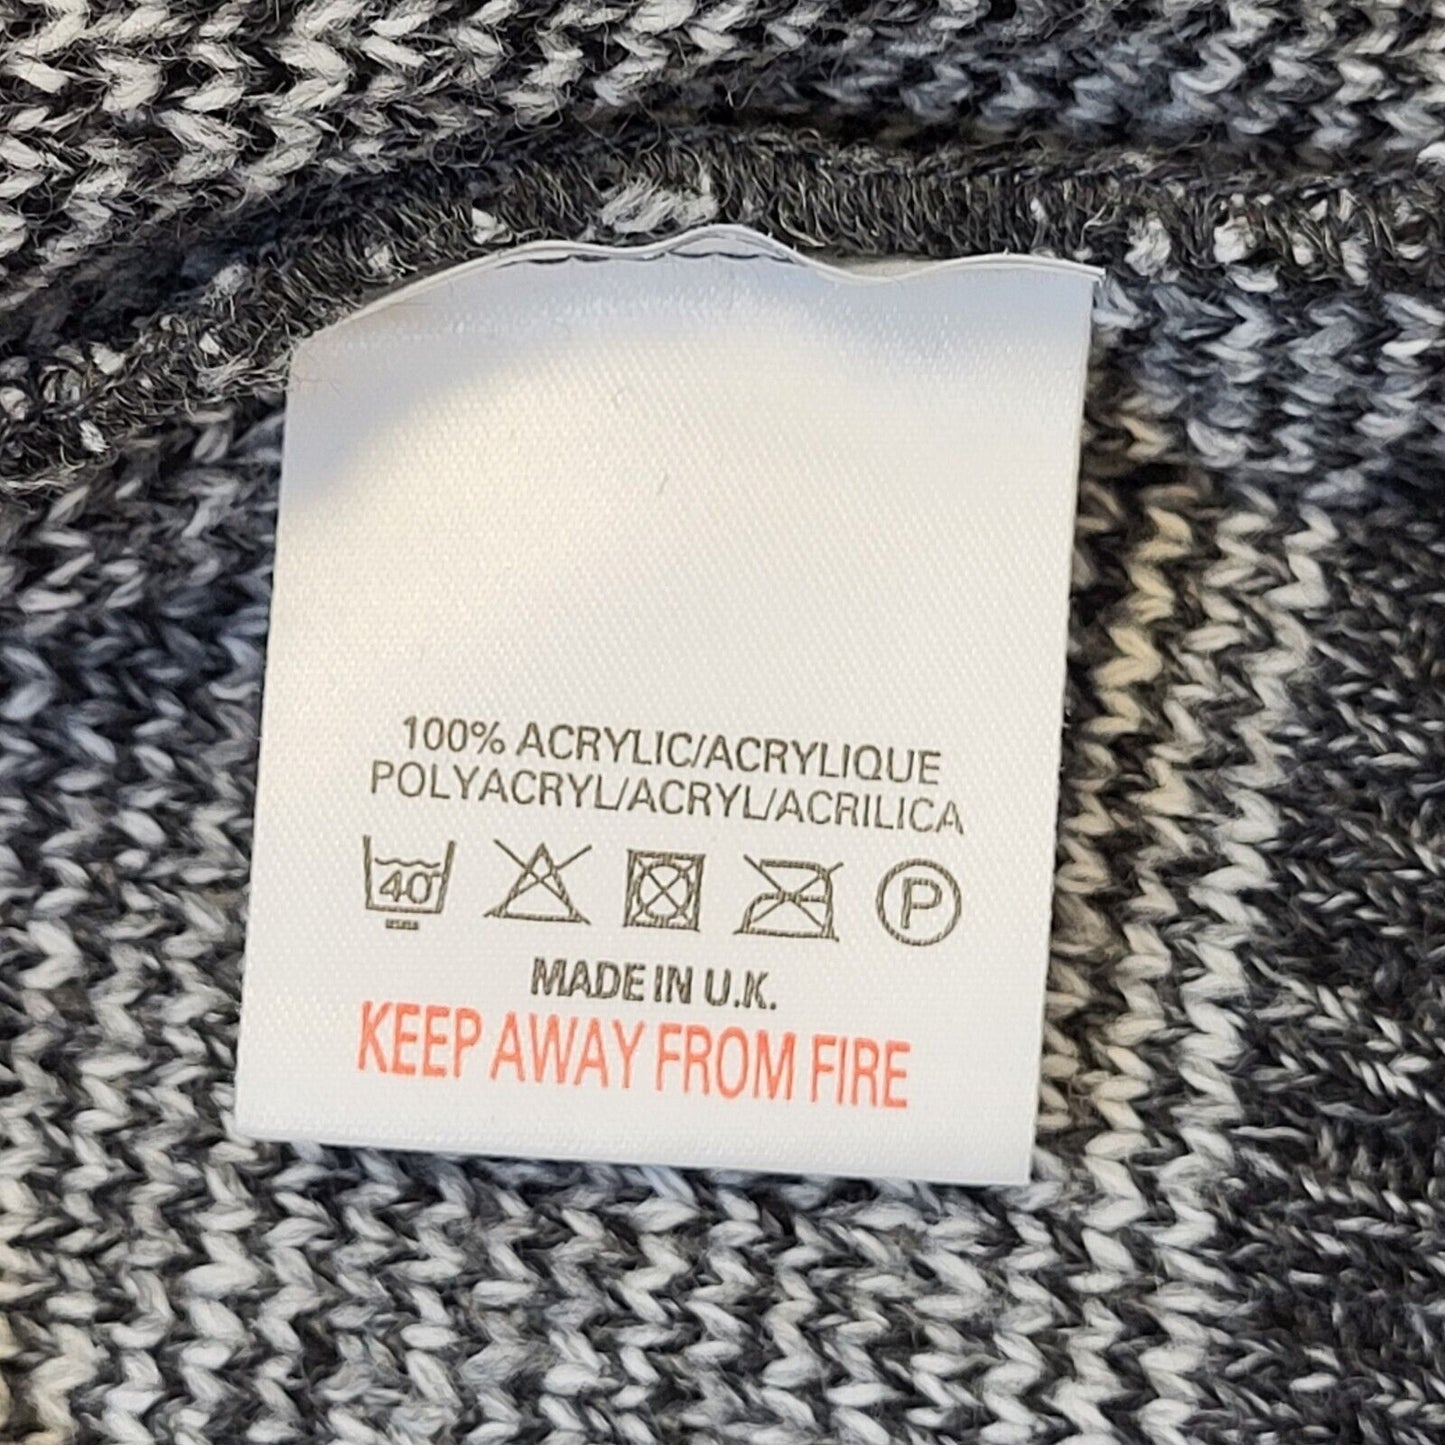 100% ACRYLIC/ACRYLIQUE
POLYACRYL/ACRYL/ACRILICA
40° P
MADE IN U.K.
KEEP AWAY FROM FIRE